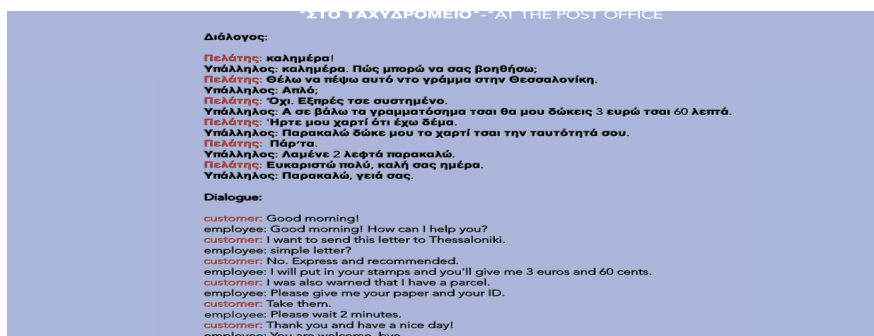 "ΣΤΟ ΤΑΧΥΔΡΟΜΕΙΟ"-"AT THE POST OFFICE
Διάλογος:
Πελάτης: καλημέρα!
Υπάλληλος: καλημέρα. Πώς μπορώ να σας βοηθήσω;
Πελάτης: Θέλω να πέψω αυτό ντο γράμμα στην Θεσσαλονίκη.
Υπάλληλος: Απλό;
Πελάτης: Όχι. Εξπρές τσε συστημένο.
Υπάλληλος: Α σε βάλω τα γραμματόσημα τσαι θα μου δώκεις 3 ευρώ τσαι 60 λεπτά.
Πελάτης: Ήρτε μου χαρτί ότι έχω δέμα.
Υπάλληλος: Παρακαλώ δώκε μου το χαρτί τσαι την ταυτότητά σου.
Πελάτης: Πάρ'τα.
Υπάλληλος: Λαμένε 2 λεφτά παρακαλώ.
Πελάτης: Ευκαριστώ πολύ, καλή σας ημέρα.
Υπάλληλος: Παρακαλώ, γειά σας.
Dialogue:
customer: Good morning!
employee: Good morning! How can I help you?
customer: I want to send this letter to Thessaloniki.
employee: simple letter?
customer: No. Express and recommended.
employee: I will put in your stamps and you'll give me 3 euros and 60 cents.
customer: I was also warned that I have a parcel.
employee: Please give me your paper and your ID.
customer: Take them.
employee: Please wait 2 minutes.
customer: Thank you and have a nice day!
employee: You are welcome, bye